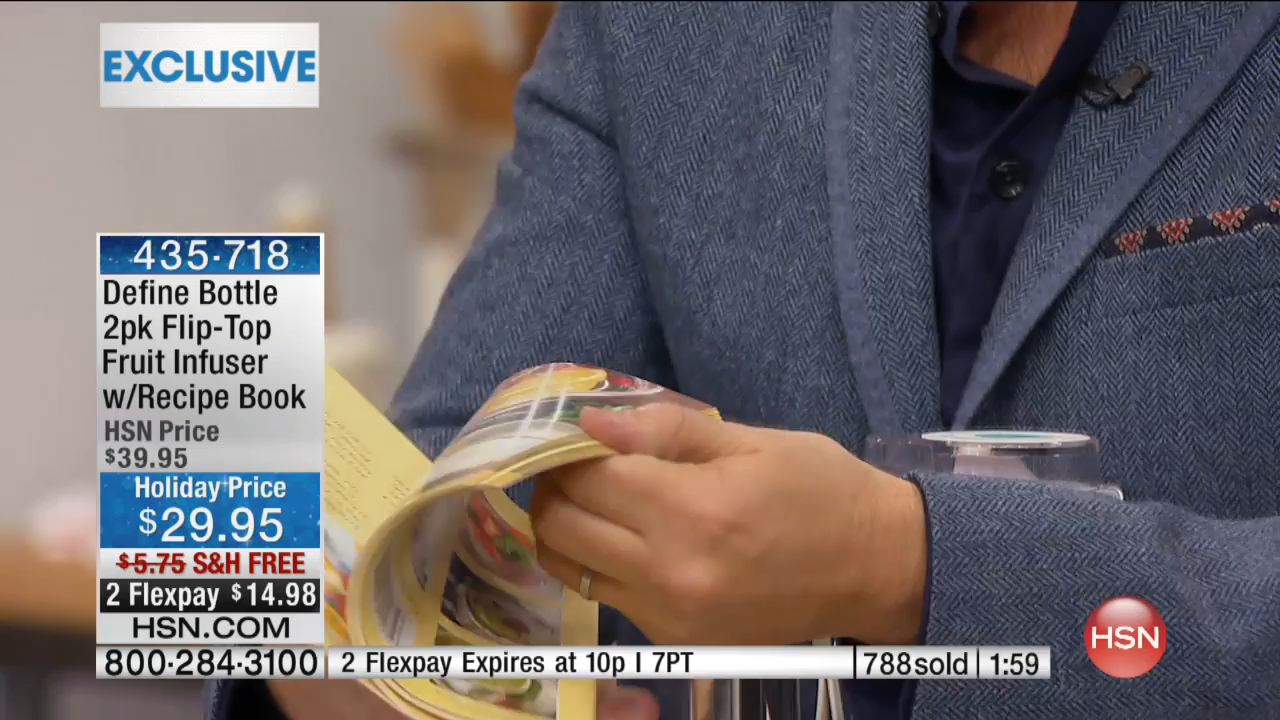 EXCLUSIVE
435·718
Define Bottle
2pk Flip-Top
Fruit Infuser
w/Recipe Book
HSN Price
$39.95
Holiday Price
$29.95
$5.75 S&H FREE
2 Flexpay $14.98
HSN.COM
800·284·3100
2 Flexpay Expires at 10p | 7PT
788sold
1:59
HSN